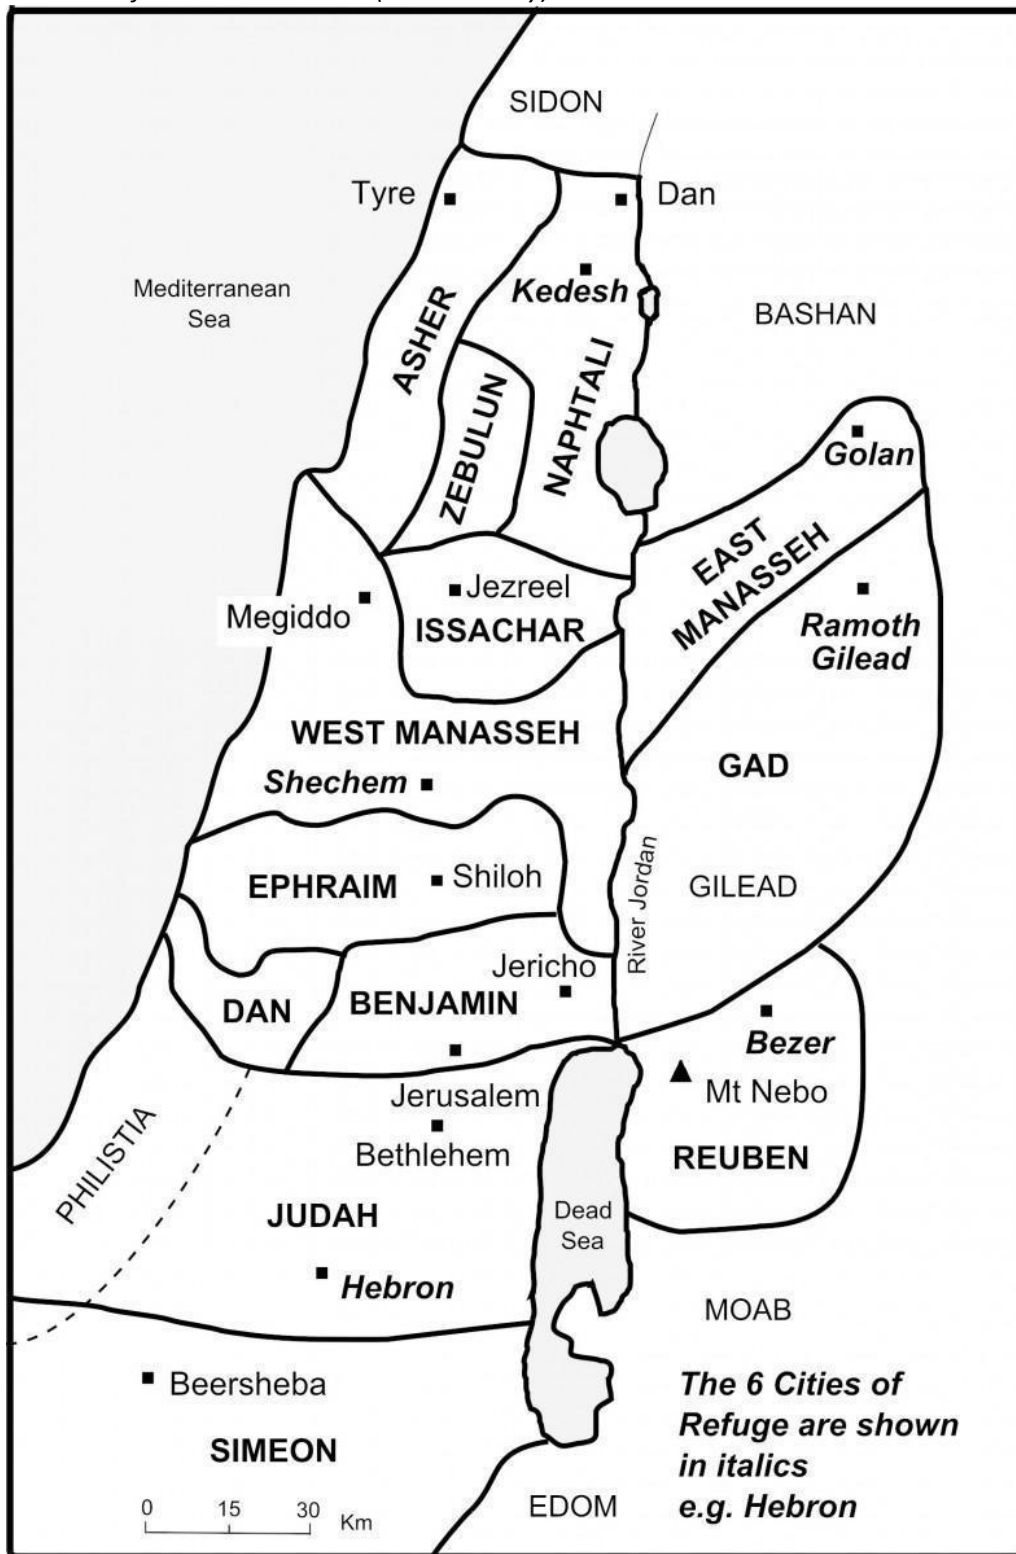 SIDON
Tyre
Dan
Kedesh
Mediterranean
Sea
BASHAN
ASHER
NAPHTALI
ZEBULUN
Golan
EAST
MANASSEH
Jezreel
Megiddo
ISSACHAR
Ramoth
Gilead
WEST MANASSEH
GAD
Shechem
EPHRAIM
Shiloh
River Jordan
GILEAD
Jericho
DAN
BENJAMIN
Bezer
Jerusalem
Mt Nebo
Bethlehem
PHILISTIA
REUBEN
JUDAH
Dead
Sea
Hebron
MOAB
Beersheba
The 6 Cities of
Refuge are shown
in italics
e.g. Hebron
SIMEON
EDOM
0 15 30
Km